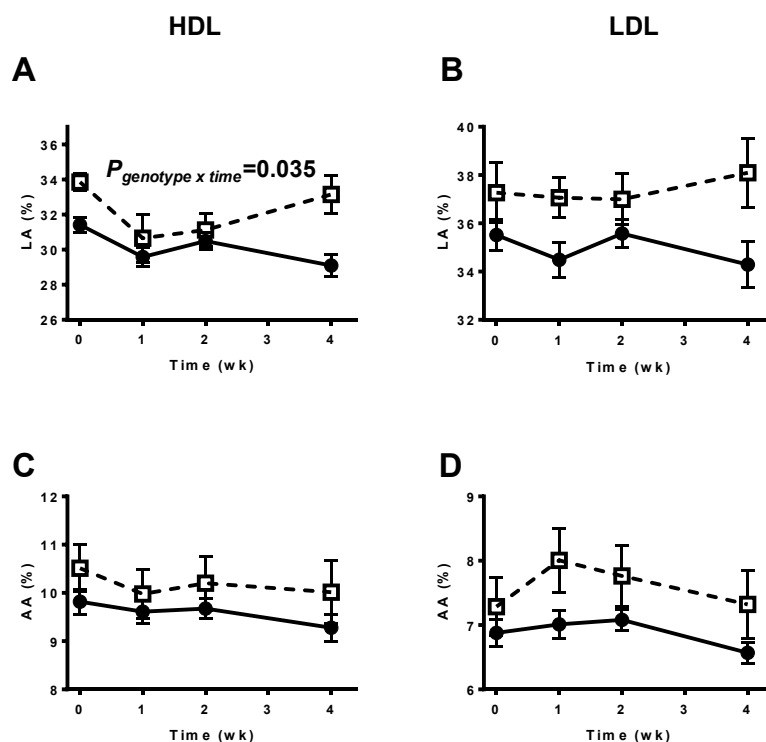 HDL
LDL
A
B
36
34
32
30
28
26
LA (%)
P genotype x time=0.035
0 1 2 3 4
Time (wk)
40
38
36
34
32
LA (%)
0 1 2 3 4
Time (wk)
C
D
12
11
10
9
8
AA (%)
0 1 2 3 4
Time (wk)
9
8
7
6
AA (%)
0 1 2 3 4
Time (wk)